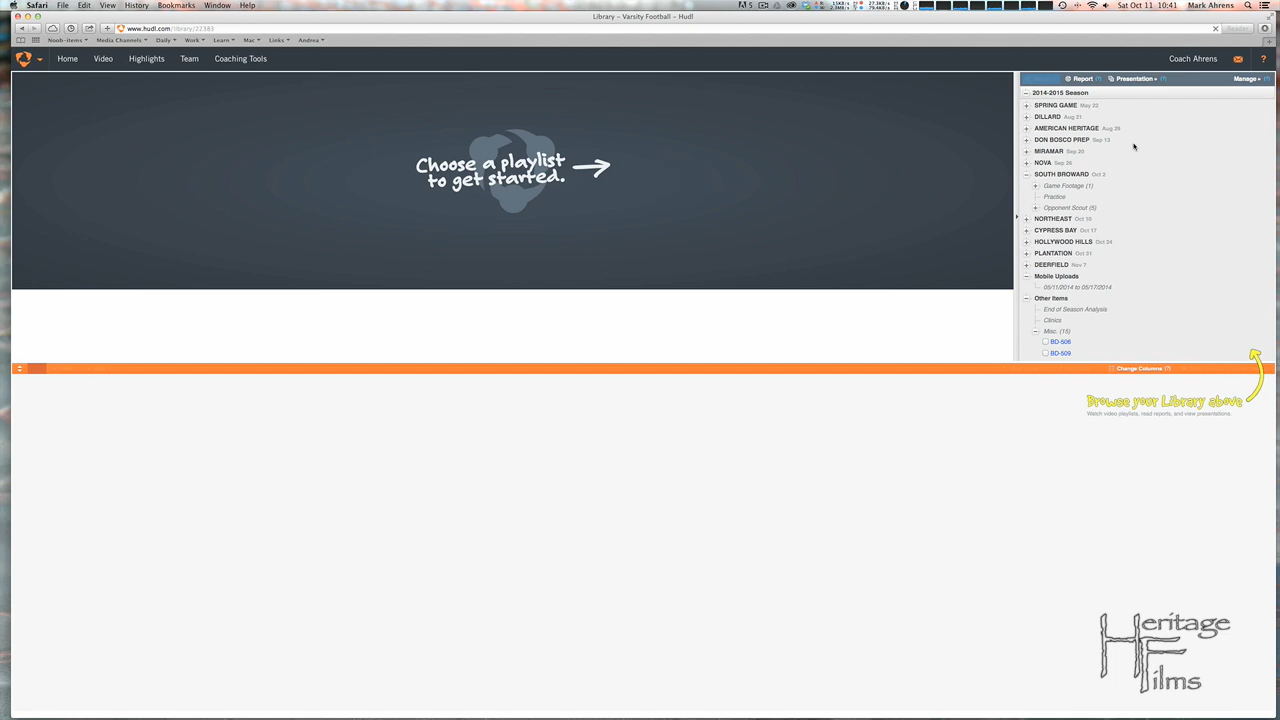 Safari File Edit View History Bookmarks Window Help
5
Sat Oct 11, 10:41 Mark Ahrens
Library – Varsity Football – Hudl
www.hudl.com/library/22383
Reader
Noob-items Media Channels Daily Work Learn Mac Links Andrea
Home Video Highlights Team Coaching Tools
Coach Ahrens ?
Report (?) Presentation » (?) Manage » (?)
2014-2015 Season
SPRING GAME May 22
DILLARD Aug 21
AMERICAN HERITAGE Aug 29
DON BOSCO PREP Sep 13
MIRAMAR Sep 20
NOVA Sep 26
SOUTH BROWARD Oct 2
Game Footage (1)
Practice
Opponent Scout (5)
NORTHEAST Oct 10
CYPRESS BAY Oct 17
HOLLYWOOD HILLS Oct 24
PLANTATION Oct 31
DEERFIELD Nov 7
Mobile Uploads
05/11/2014 to 05/17/2014
Other Items
End of Season Analysis
Clinics
Misc. (15)
BD-506
BD-509
Choose a playlist
to get started.
Change Columns (?)
Browse your Library above
Watch video playlists, read reports, and view presentations.
Heritage
Films